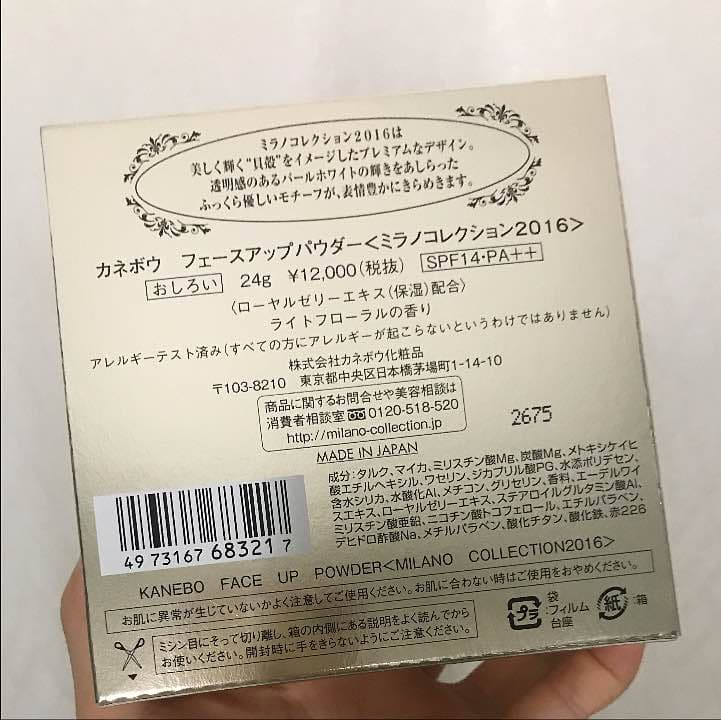 ミラノコレクション2016は
美しく輝く“貝殻”をイメージしたプレミアムなデザイン。
透明感のあるパールホワイトの輝きをあしらった
ふっくら優しいモチーフが、表情豊かにきらめきます。
カネボウ　フェースアップパウダー<ミラノコレクション2016>
おしろい 24g ¥12,000(税抜) SPF14・PA++
〈ローヤルゼリーエキス(保湿)配合〉
ライトフローラルの香り
アレルギーテスト済み(すべての方にアレルギーが起こらないというわけではありません)
株式会社カネボウ化粧品
〒103-8210　東京都中央区日本橋茅場町1-14-10
商品に関するお問合せや美容相談は
消費者相談室 0120-518-520
http://milano-collection.jp
2675
MADE IN JAPAN
成分:タルク、マイカ、ミリスチン酸Mg、炭酸Mg、メトキシケイヒ
酸エチルヘキシル、ワセリン、ジカプリル酸PG、水添ポリデセン、
含水シリカ、水酸化Al、メチコン、グリセリン、香料、エーデルワイ
スエキス、ローヤルゼリーエキス、ステアロイルグルタミン酸Al、
ミリスチン酸亜鉛、ニコチン酸トコフェロール、エチルパラベン、
デヒドロ酢酸Na、メチルパラベン、酸化チタン、酸化鉄、赤226
49 73167 68321 7
KANEBO FACE UP POWDER<MILANO COLLECTION2016>
お肌に異常が生じていないかよく注意してご使用ください。お肌に合わない時はご使用をおやめください。
ミシン目にそって切り離し、箱の内側にある説明をよく読んでから
お使いください。開封時に手をきらないようにご注意ください。
プラ
袋
:フィルム
台座
紙
:箱